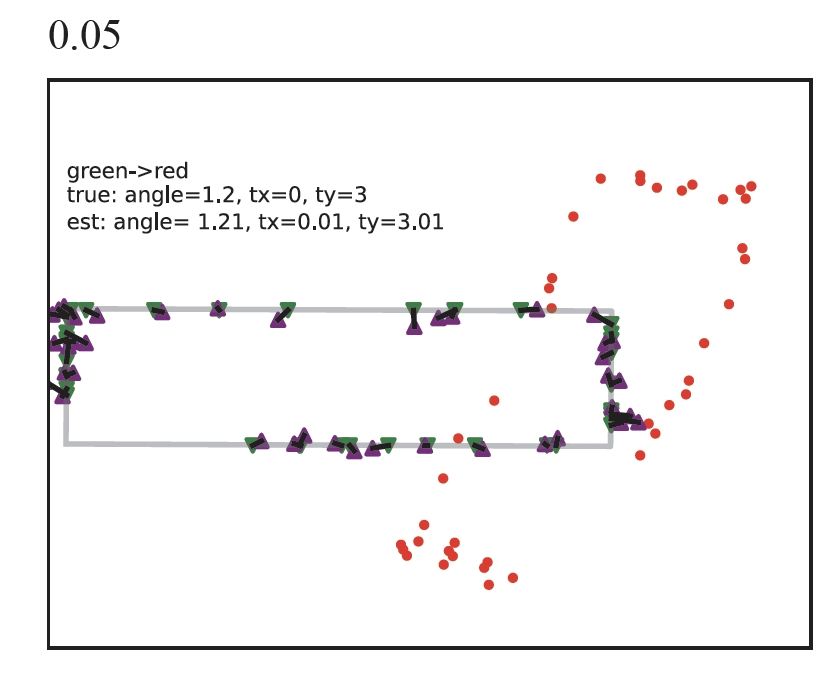 0.05
green->red
true: angle=1.2, tx=0, ty=3
est: angle= 1.21, tx=0.01, ty=3.01